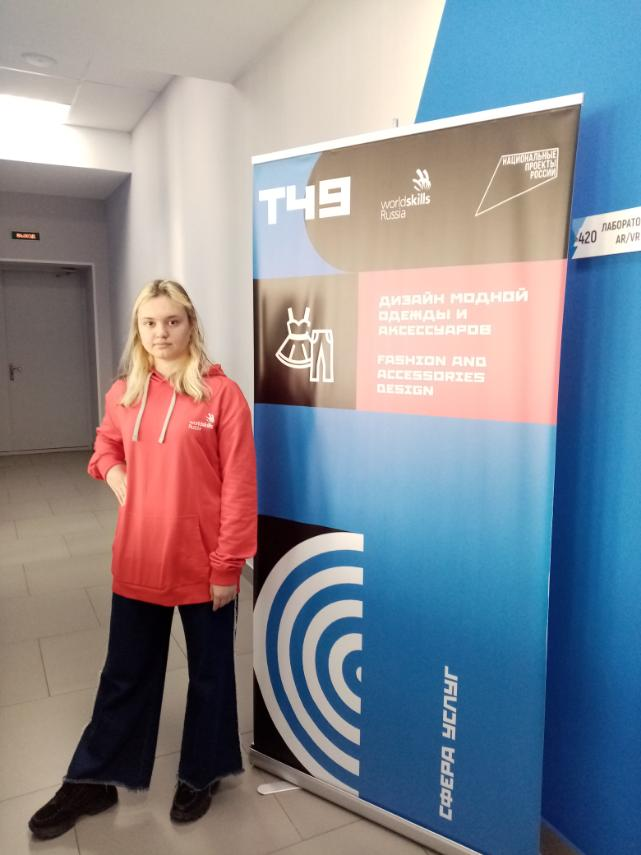 T49
worldskills
Russia
НАЦИОНАЛЬНЫЕ
ПРОЕКТЫ
РОССИИ
420
ЛАБОРАТО
AR/VR
ВЫХОД
ДИЗАЙН МОДНОЙ
ОДЕЖДЫ И
АКСЕССУАРОВ
FASHION AND
ACCESSORIES
DESIGN
worldskills
Russia
СФЕРА УСЛУГ